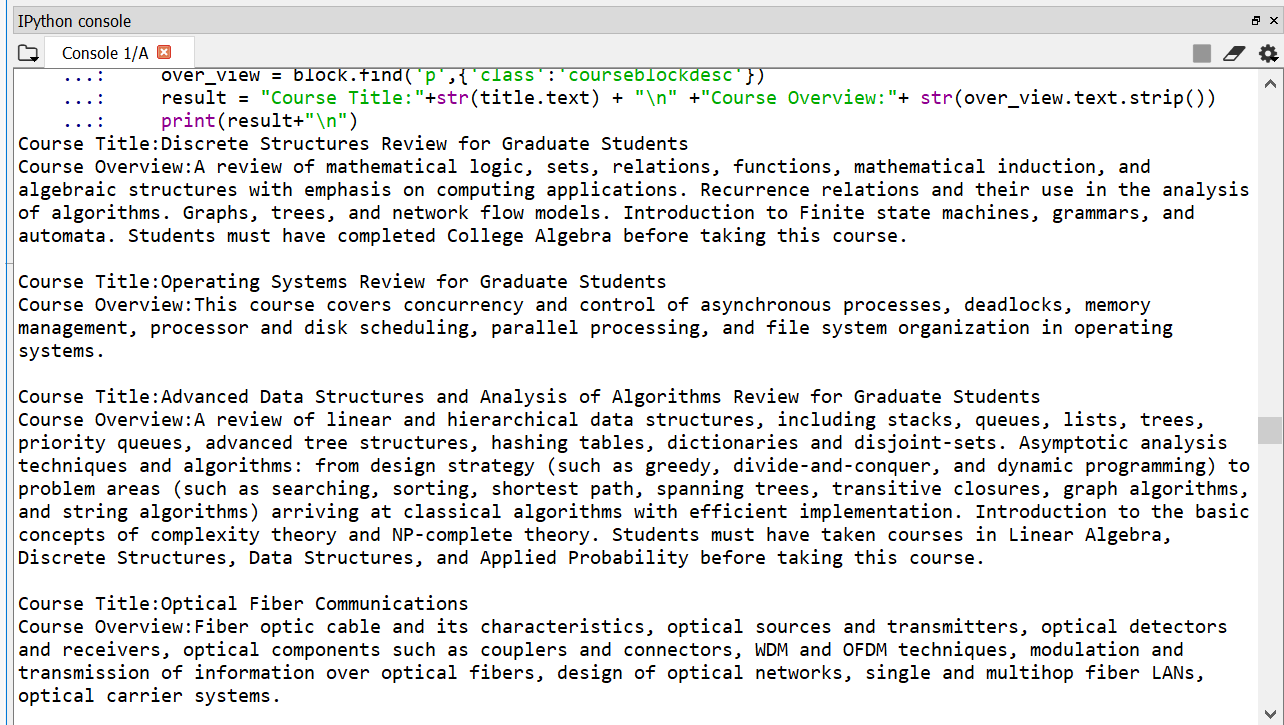 IPython console
Console 1/A
...:     over_view = block.find('p',{'class':'courseblockdesc'})
...:     result = "Course Title:"+str(title.text) + "\n" +"Course Overview:"+ str(over_view.text.strip())
...:     print(result+"\n")
Course Title:Discrete Structures Review for Graduate Students
Course Overview:A review of mathematical logic, sets, relations, functions, mathematical induction, and
algebraic structures with emphasis on computing applications. Recurrence relations and their use in the analysis
of algorithms. Graphs, trees, and network flow models. Introduction to Finite state machines, grammars, and
automata. Students must have completed College Algebra before taking this course.
Course Title:Operating Systems Review for Graduate Students
Course Overview:This course covers concurrency and control of asynchronous processes, deadlocks, memory
management, processor and disk scheduling, parallel processing, and file system organization in operating
systems.
Course Title:Advanced Data Structures and Analysis of Algorithms Review for Graduate Students
Course Overview:A review of linear and hierarchical data structures, including stacks, queues, lists, trees,
priority queues, advanced tree structures, hashing tables, dictionaries and disjoint-sets. Asymptotic analysis
techniques and algorithms: from design strategy (such as greedy, divide-and-conquer, and dynamic programming) to
problem areas (such as searching, sorting, shortest path, spanning trees, transitive closures, graph algorithms,
and string algorithms) arriving at classical algorithms with efficient implementation. Introduction to the basic
concepts of complexity theory and NP-complete theory. Students must have taken courses in Linear Algebra,
Discrete Structures, Data Structures, and Applied Probability before taking this course.
Course Title:Optical Fiber Communications
Course Overview:Fiber optic cable and its characteristics, optical sources and transmitters, optical detectors
and receivers, optical components such as couplers and connectors, WDM and OFDM techniques, modulation and
transmission of information over optical fibers, design of optical networks, single and multihop fiber LANs,
optical carrier systems.